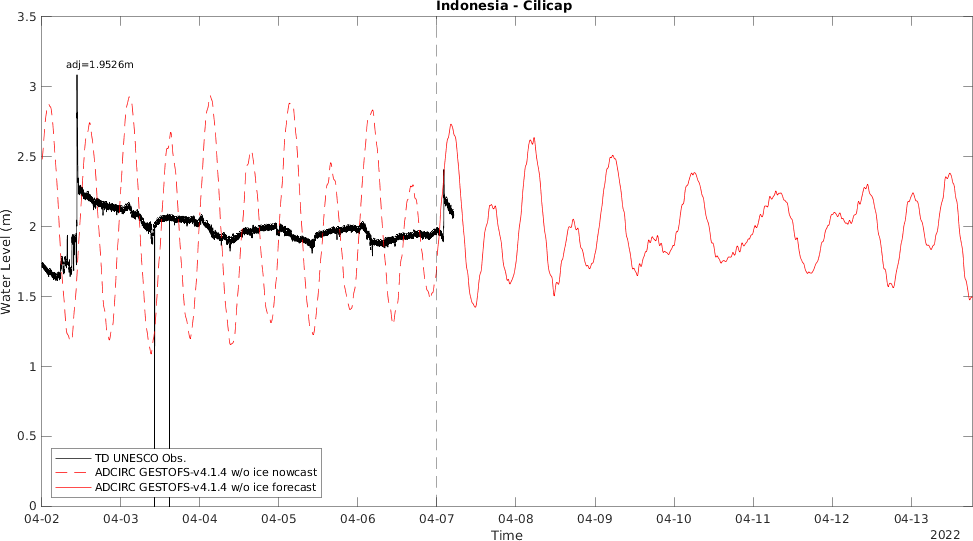 Indonesia - Cilicap
3.5
adj=1.9526m
3
2.5
2
Water Level (m)
1.5
1
0.5
TD UNESCO Obs.
ADCIRC GESTOFS-v4.1.4 w/o ice nowcast
ADCIRC GESTOFS-v4.1.4 w/o ice forecast
0
04-02 04-03 04-04 04-05 04-06 04-07 04-08 04-09 04-10 04-11 04-12 04-13
Time
2022